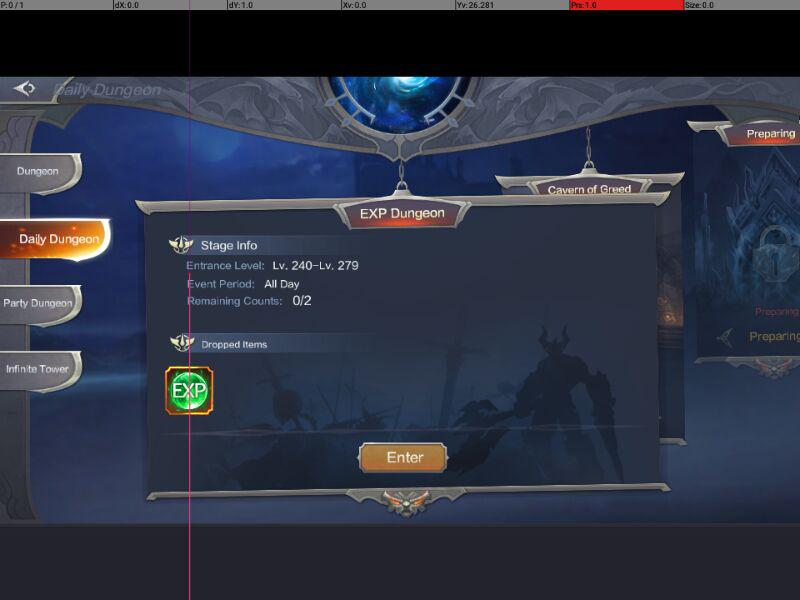 P: 0 / 1
dX: 0.0
dY: 1.0
Xv: 0.0
Yv: 26.281
Prs: 1.0
Size: 0.0
Daily Dungeon
Preparing
Dungeon
Cavern of Greed
EXP Dungeon
Daily Dungeon
Stage Info
Entrance Level: Lv. 240~Lv. 279
Event Period: All Day
Remaining Counts: 0/2
Party Dungeon
Preparing
Preparing
Dropped Items
Infinite Tower
EXP
Enter